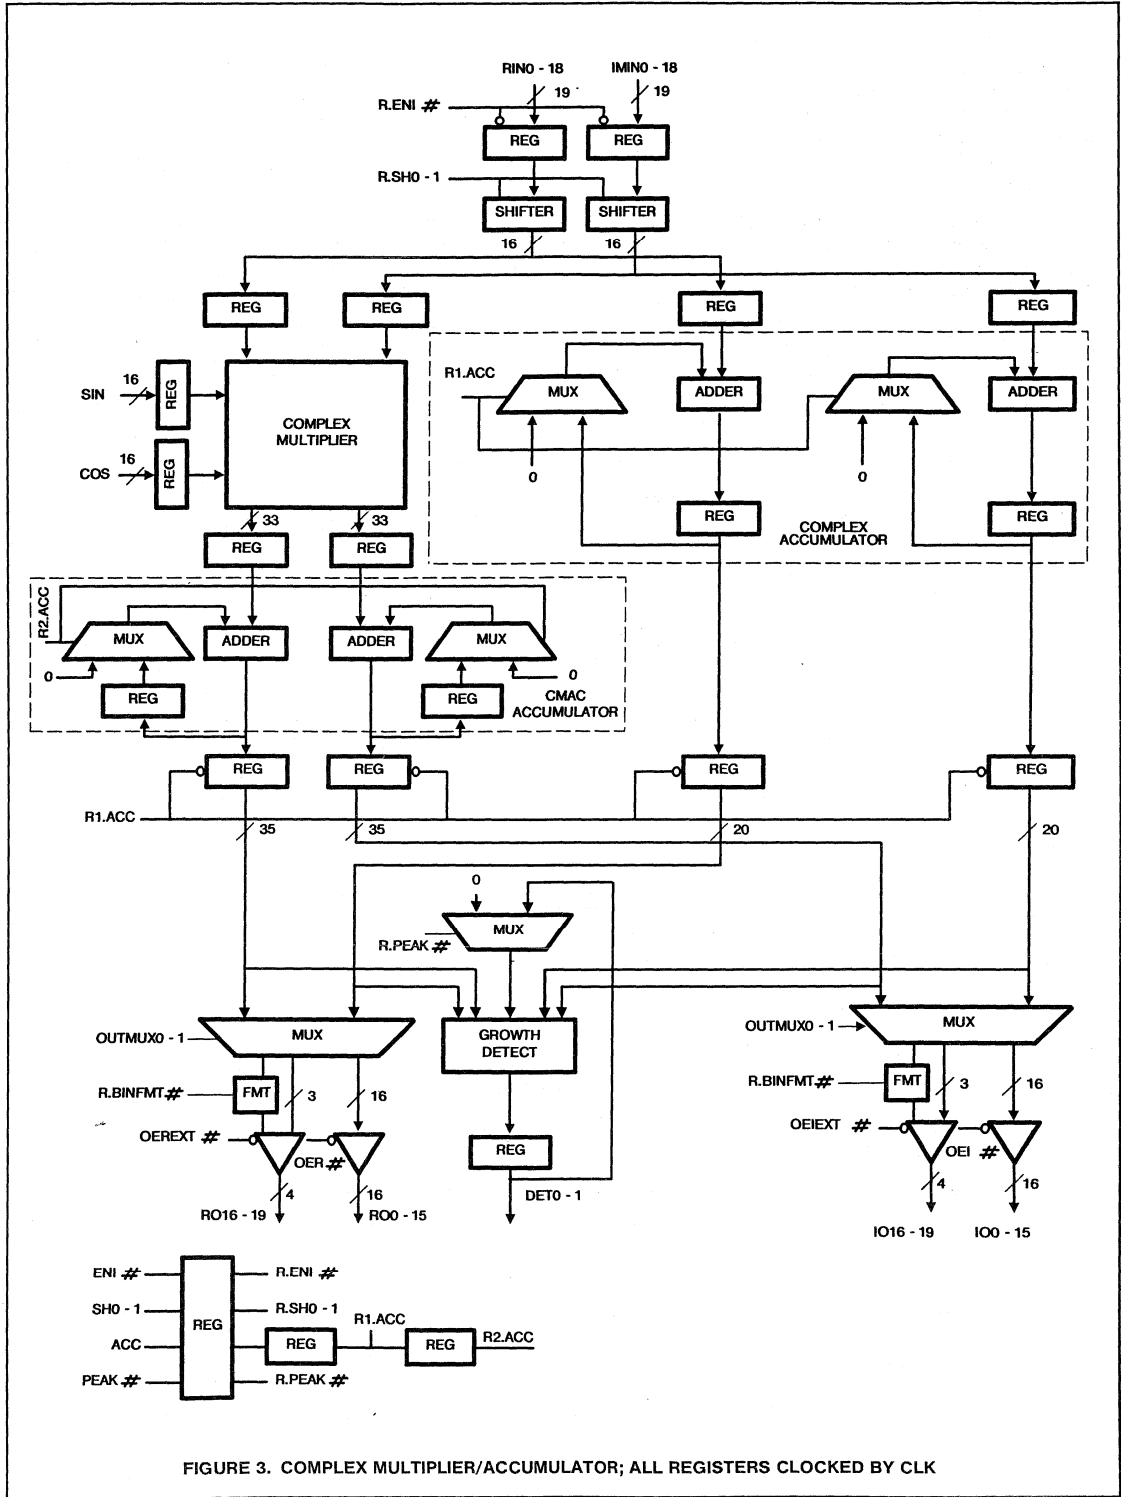 RIN0 - 18 IMIN0 - 18
19 19
R.ENI #
REG REG
R.SH0 - 1
SHIFTER SHIFTER
16 16
REG REG REG REG
R1.ACC
MUX ADDER MUX ADDER
SIN 16 REG
COMPLEX
MULTIPLIER
COS 16 REG
0 0
REG REG
COMPLEX
ACCUMULATOR
33 33
REG REG
R2.ACC
MUX ADDER ADDER MUX
0 0
REG REG
CMAC
ACCUMULATOR
REG REG REG REG
R1.ACC
35 35 20 20
0
MUX
R.PEAK #
OUTMUX0 - 1 MUX
GROWTH
DETECT
OUTMUX0 - 1 MUX
R.BINFMT # FMT 3 16
R.BINFMT # FMT 3 16
OEREXT # OER #
REG
OEIEXT # OEI #
4 16
DET0 - 1
4 16
RO16 - 19 RO0 - 15
IO16 - 19 IO0 - 15
ENI # R.ENI #
SH0 - 1 R.SH0 - 1
REG
R1.ACC
ACC REG REG R2.ACC
PEAK # R.PEAK #
FIGURE 3. COMPLEX MULTIPLIER/ACCUMULATOR; ALL REGISTERS CLOCKED BY CLK